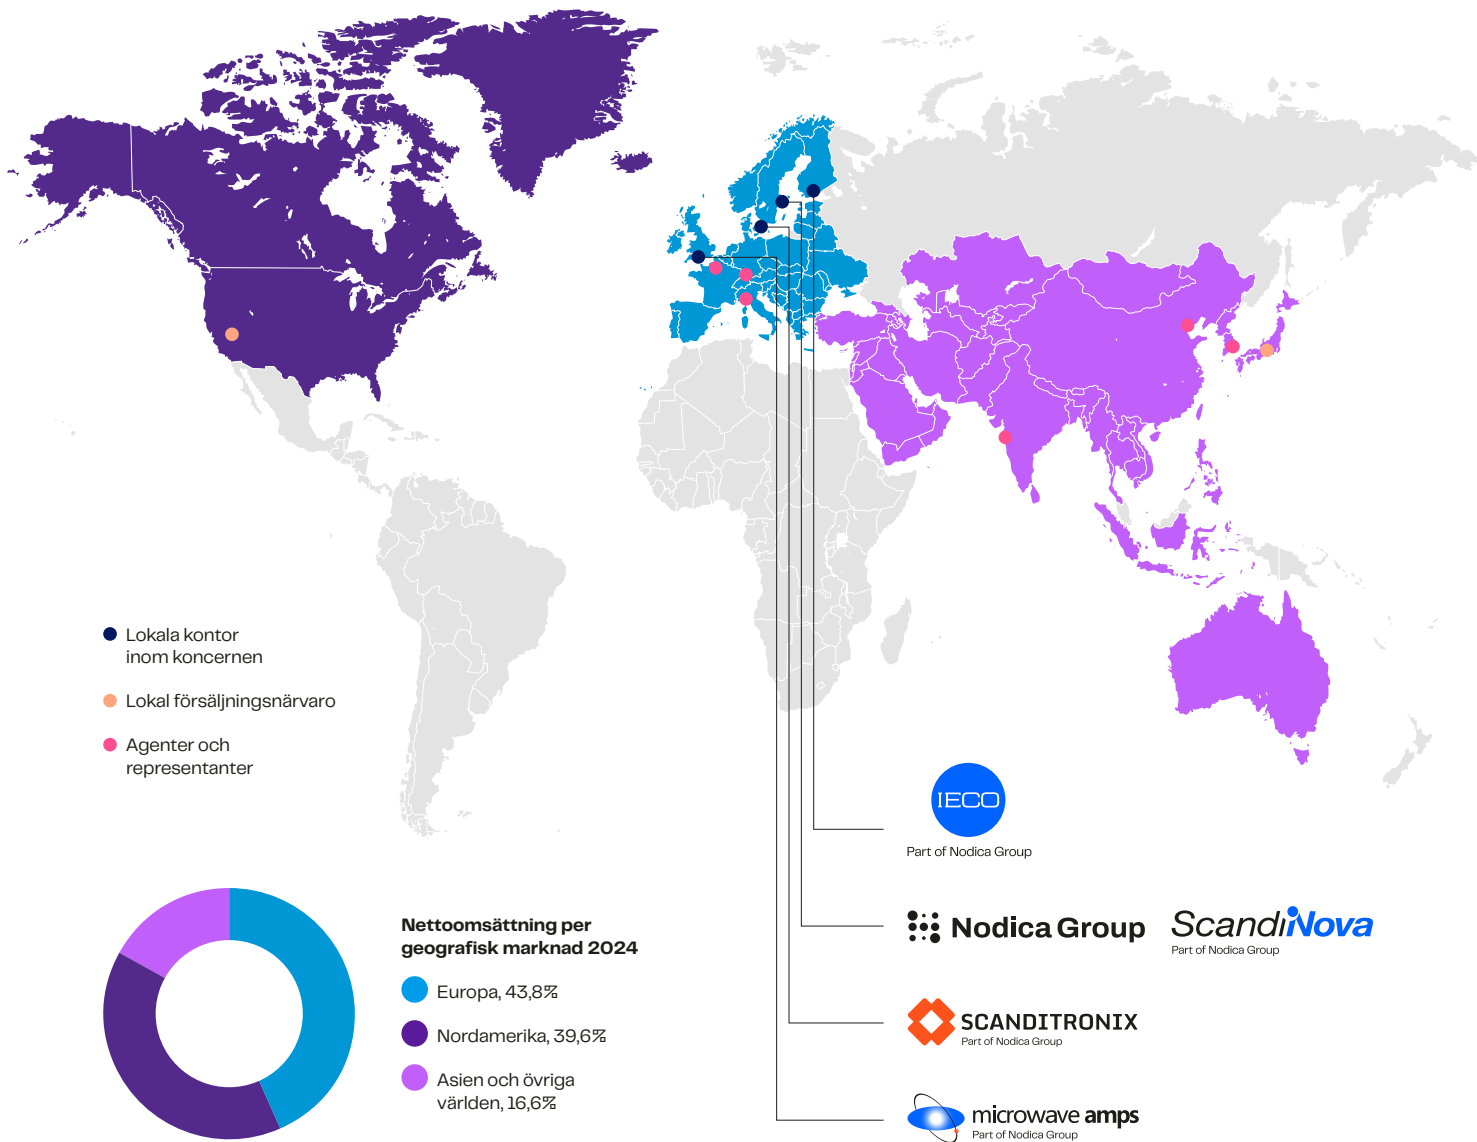 Lokala kontor
inom koncernen
Lokal försäljningsnärvaro
Agenter och
representanter
Nettoomsättning per
geografisk marknad 2024
Europa, 43,8%
Nordamerika, 39,6%
Asien och övriga
världen, 16,6%
IECO
Part of Nodica Group
Nodica Group
ScandiNova
Part of Nodica Group
SCANDITRONIX
Part of Nodica Group
microwave amps
Part of Nodica Group